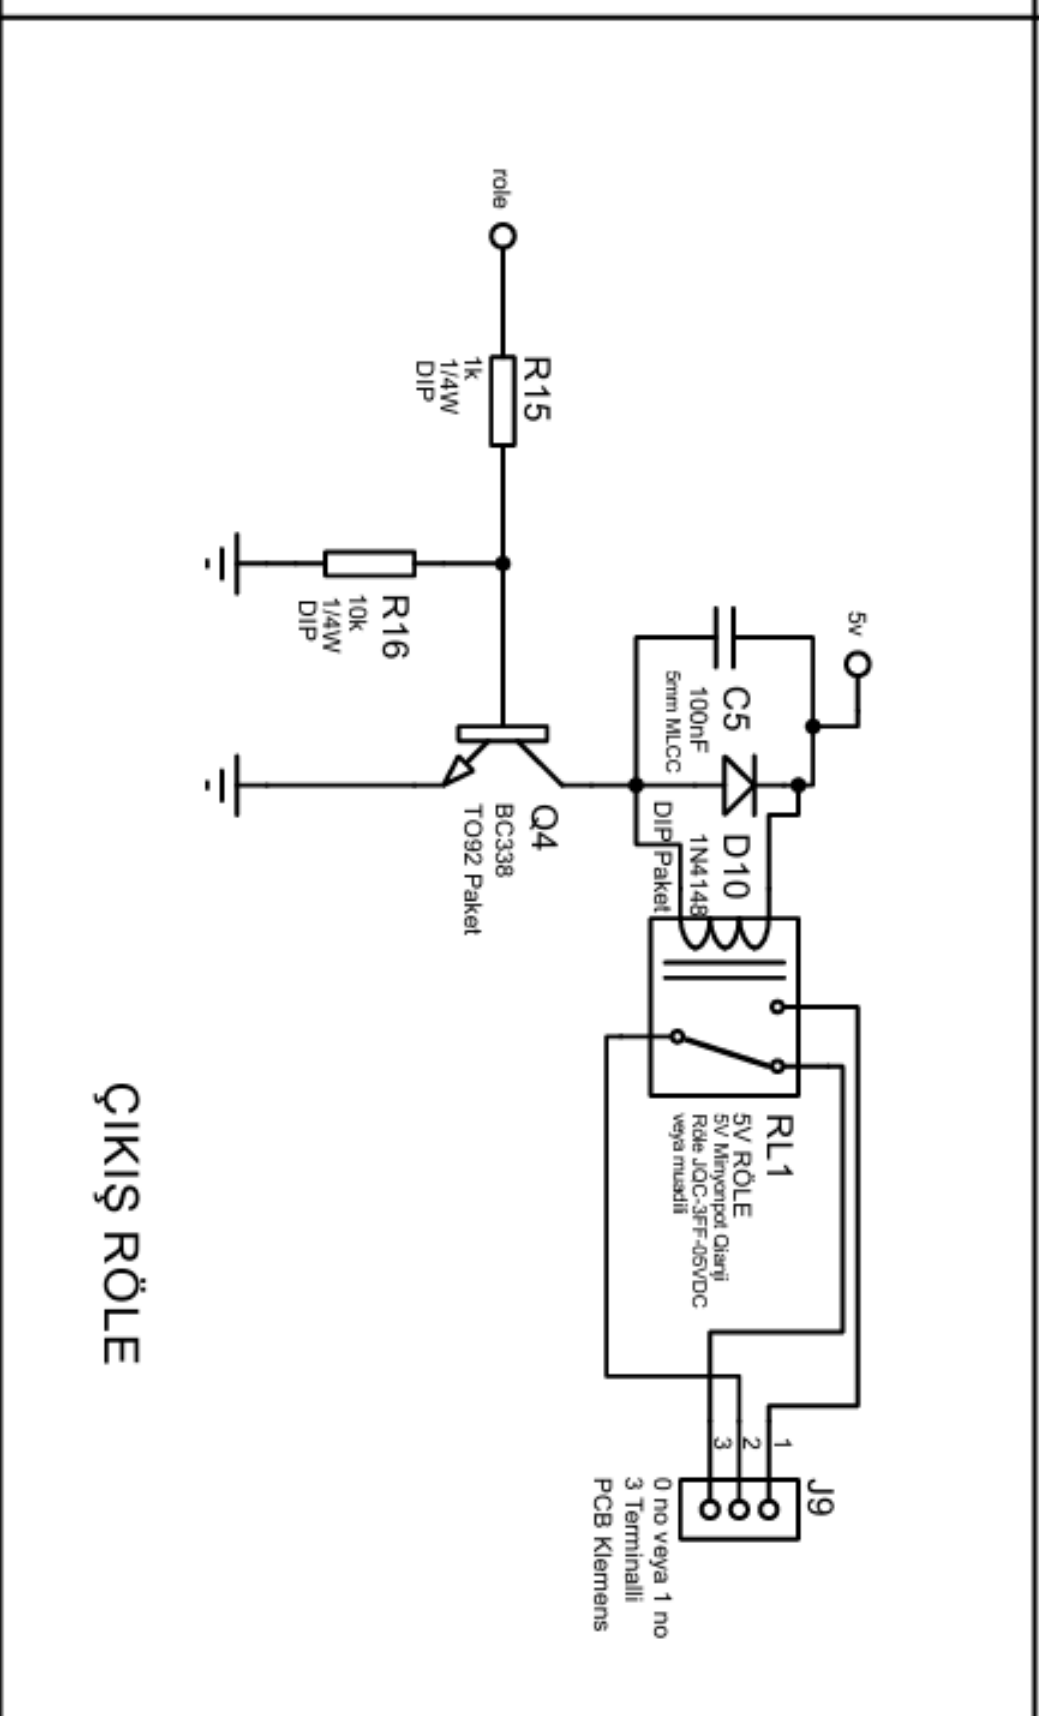 5v
C5
100nF
5mm MLCC
D10
1N4148
DIP Paket
RL1
5V RÖLE
5V Minyonpot Qianji
Röle JQC-3FF-05VDC
veya muadili
J9
1
2
3
0 no veya 1 no
3 Terminalli
PCB Klemens
role
R15
1k
1/4W
DIP
Q4
BC338
TO92 Paket
R16
10k
1/4W
DIP
ÇIKIŞ RÖLE